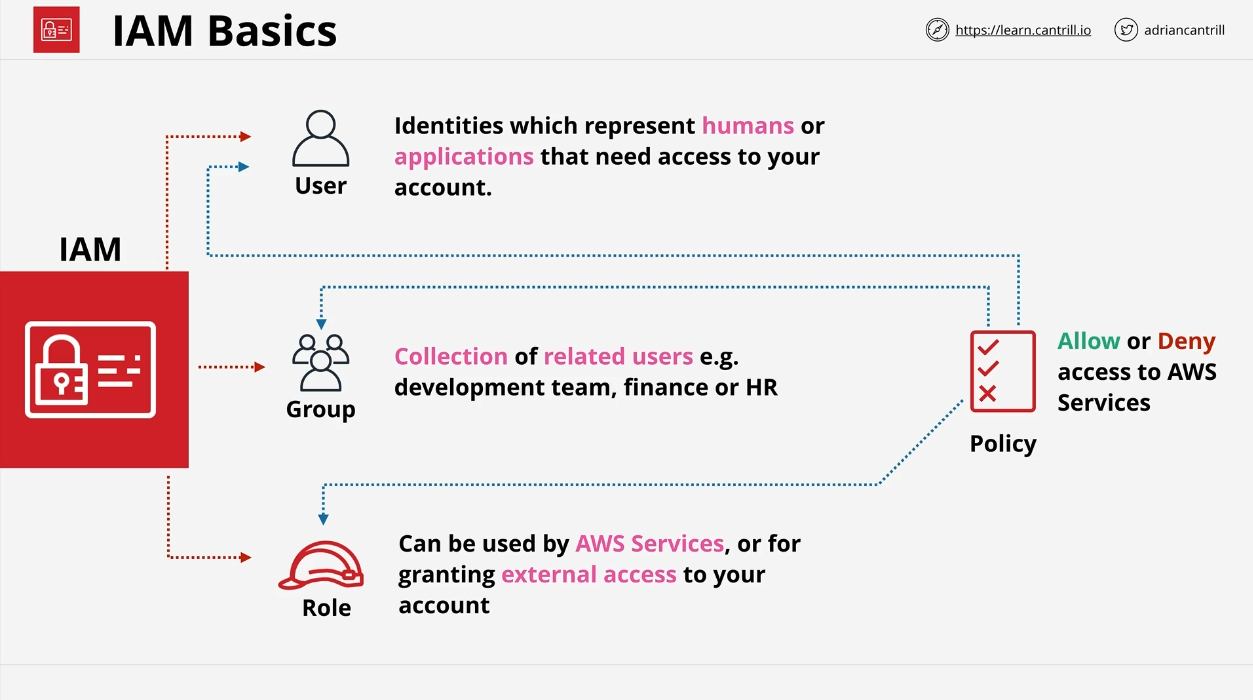 IAM Basics
https://learn.cantrill.io
adriancantrill
Identities which represent humans or
applications that need access to your
account.
User
IAM
Collection of related users e.g.
development team, finance or HR
Group
Allow or Deny
access to AWS
Services
Policy
Can be used by AWS Services, or for
granting external access to your
account
Role